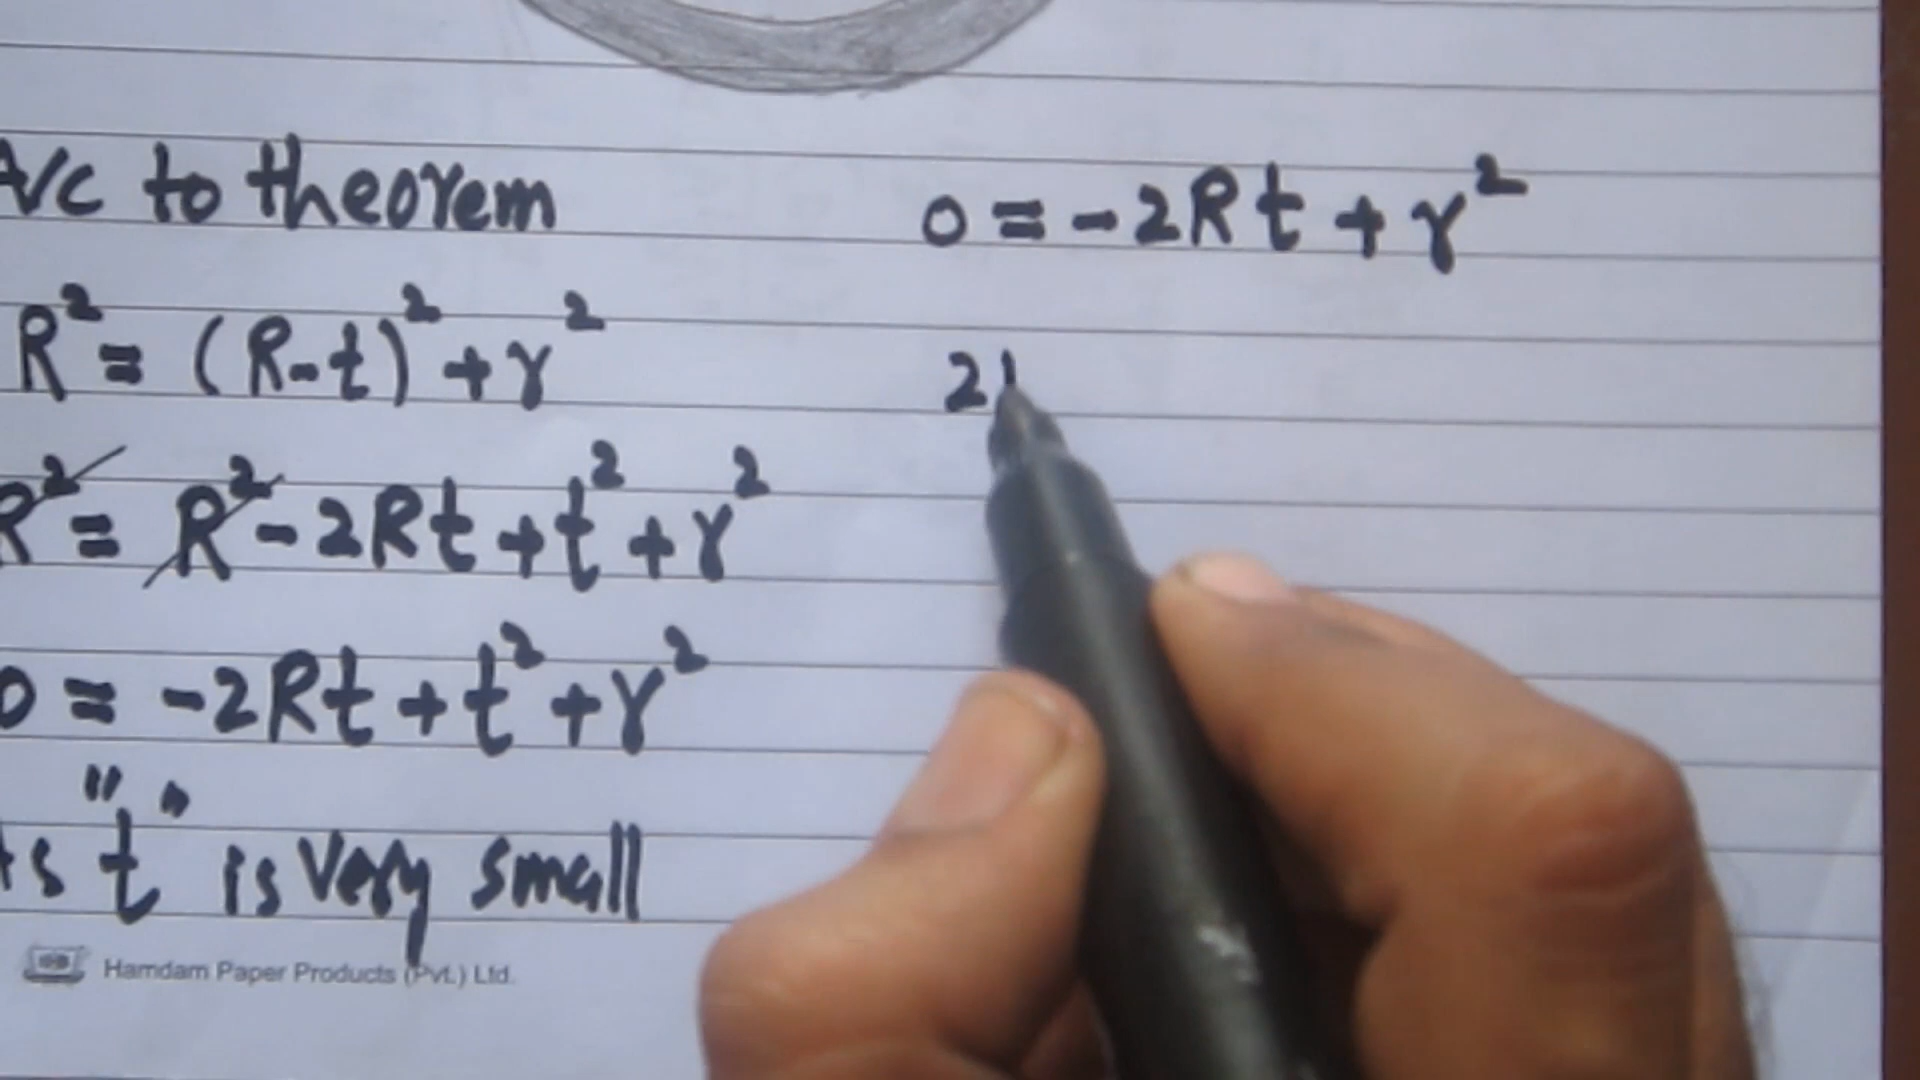 A/C to theorem
R² = (R-t)² + r²
R² = R² - 2Rt + t² + r²
0 = -2Rt + t² + r²
As "t" is very small
Hamdam Paper Products (Pvt.) Ltd.
0 = -2Rt + r²
2